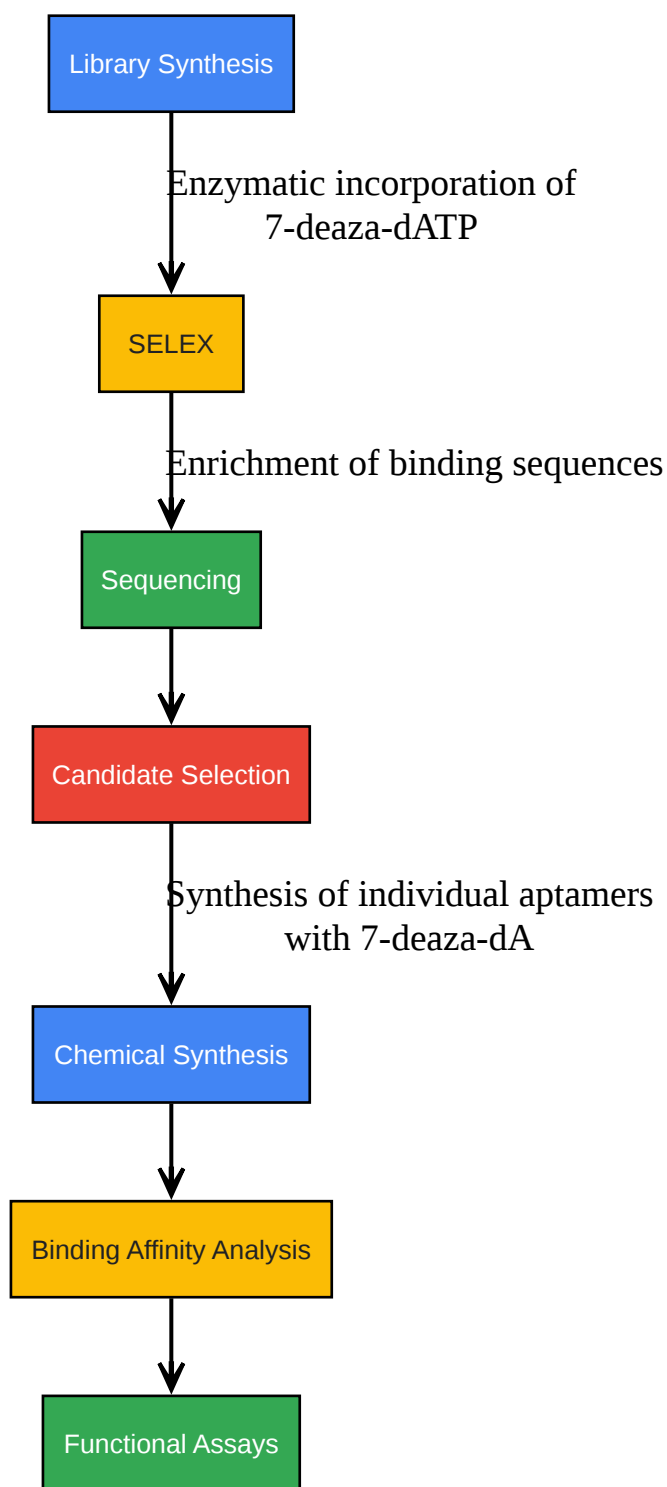 Library Synthesis
Enzymatic incorporation of
7-deaza-dATP
SELEX
Enrichment of binding sequences
Sequencing
Candidate Selection
Synthesis of individual aptamers
with 7-deaza-dA
Chemical Synthesis
Binding Affinity Analysis
Functional Assays